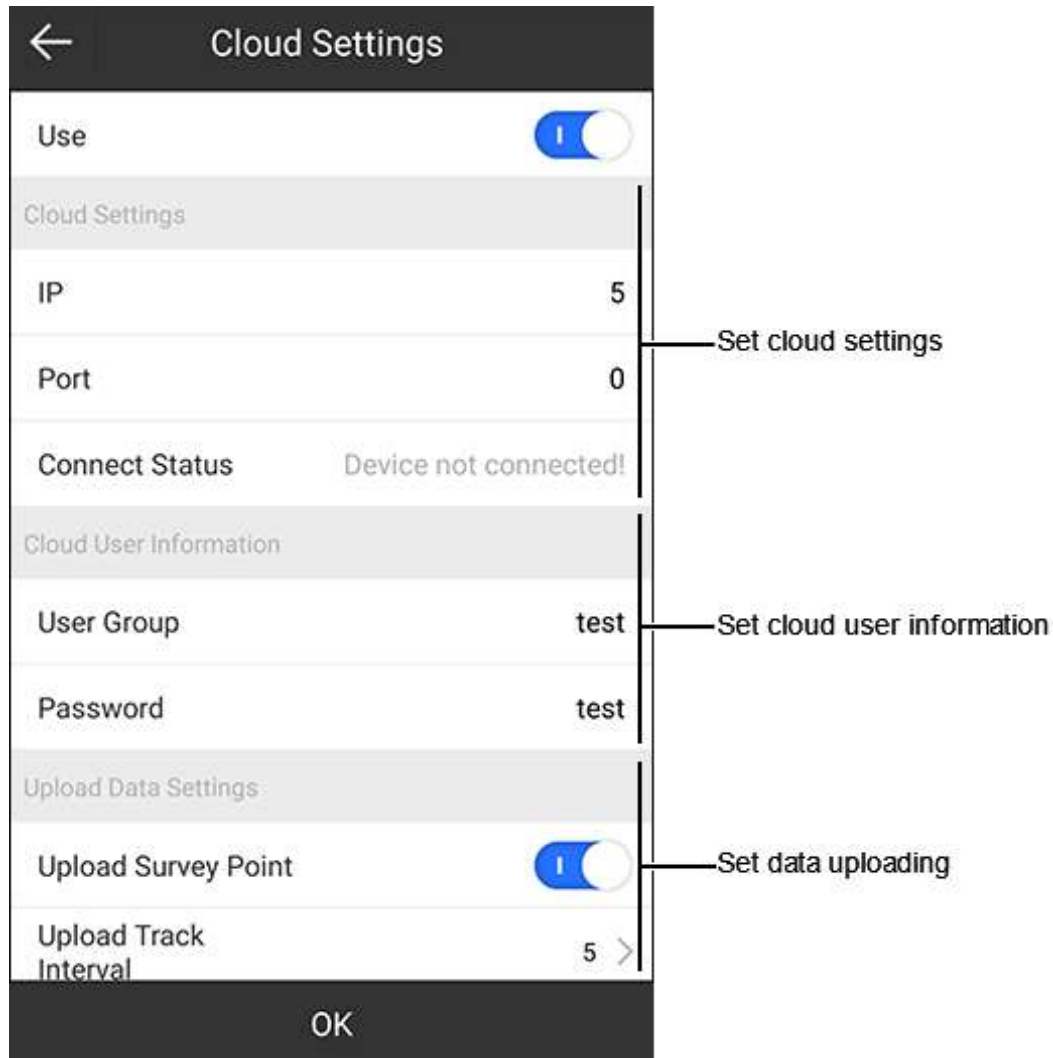 Cloud Settings
Use
Cloud Settings
IP 5
Set cloud settings
Port 0
Connect Status Device not connected!
Cloud User Information
User Group test
Set cloud user information
Password test
Upload Data Settings
Upload Survey Point
Set data uploading
Upload Track
Interval 5
OK